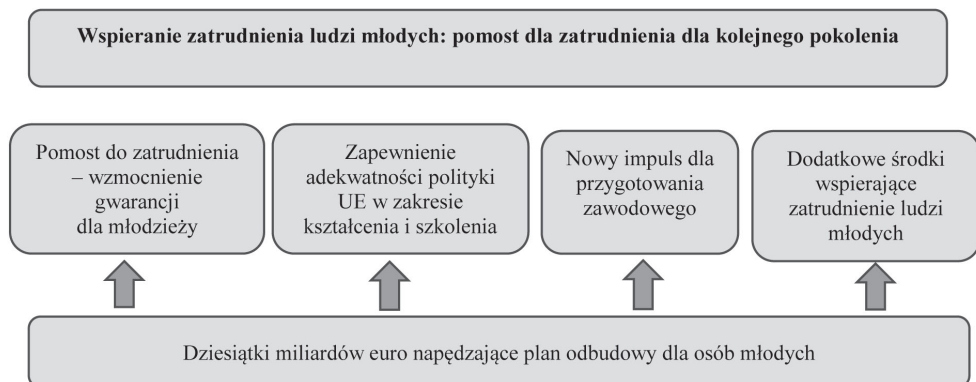 Wspieranie zatrudnienia ludzi młodych: pomost dla zatrudnienia dla kolejnego pokolenia
Pomost do zatrudnienia
– wzmocnienie
gwarancji
dla młodzieży
Zapewnienie
adekwatności polityki
UE w zakresie
kształcenia i szkolenia
Nowy impuls dla
przygotowania
zawodowego
Dodatkowe środki
wspierające
zatrudnienie ludzi
młodych
Dziesiątki miliardów euro napędzające plan odbudowy dla osób młodych